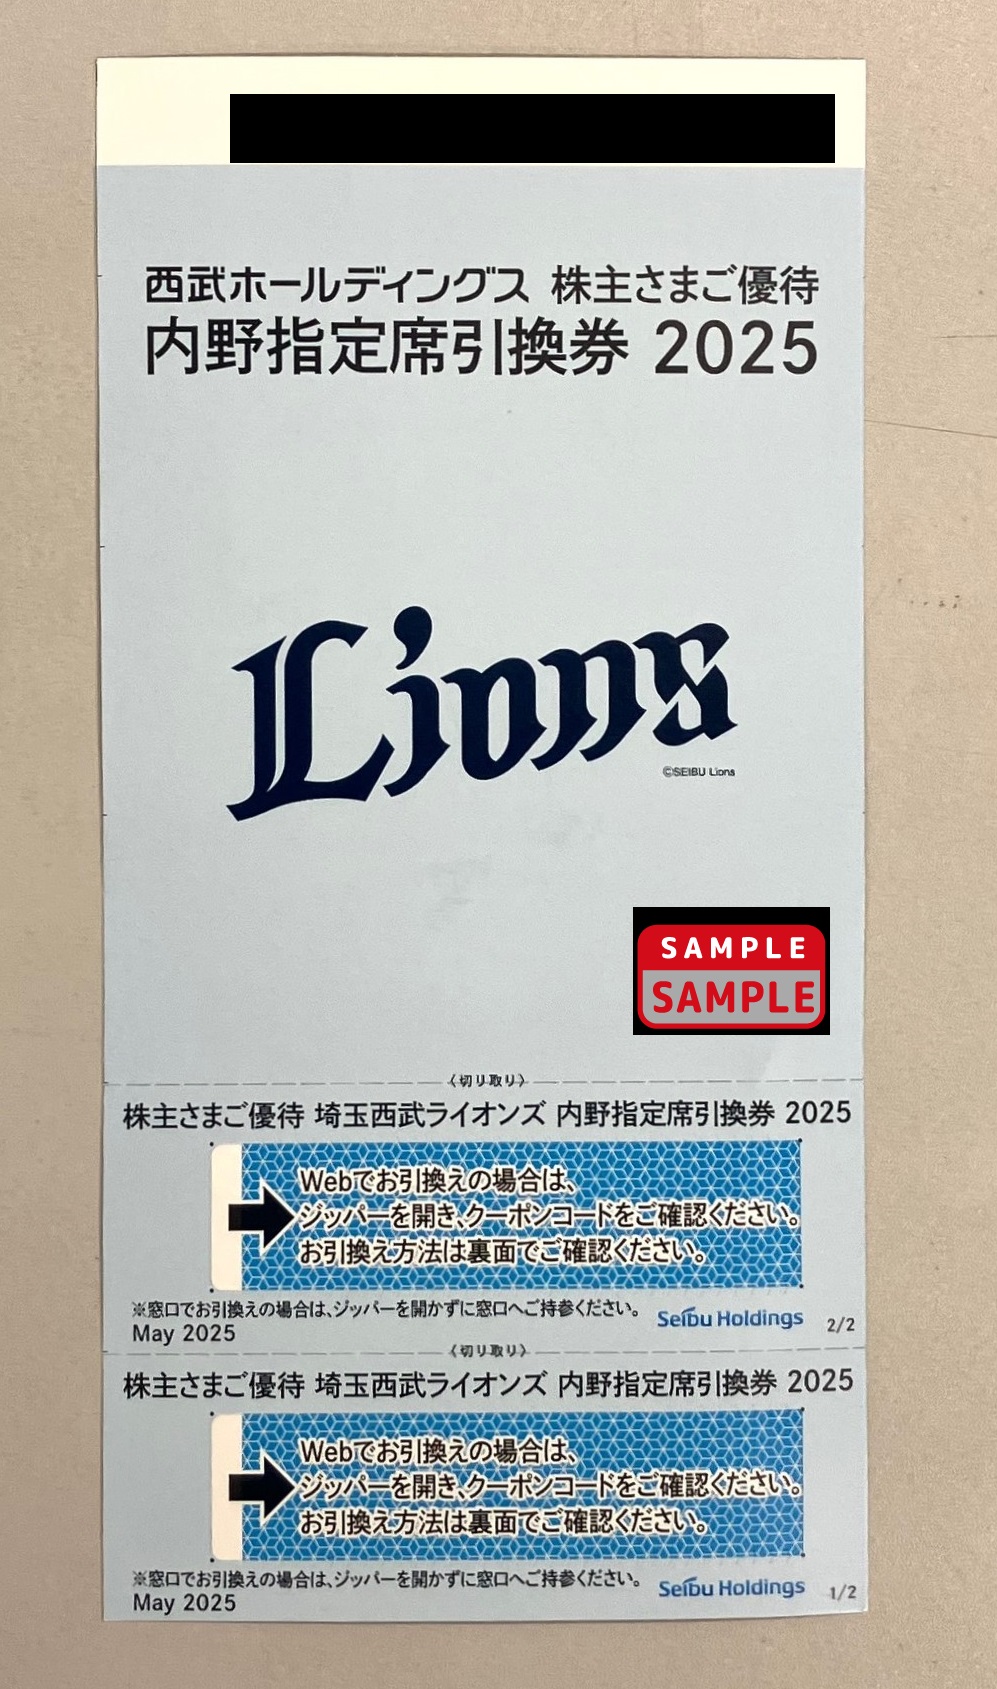 西武ホールディングス 株主さまご優待
内野指定席引換券 2025
Lions
©SEIBU Lions
SAMPLE
SAMPLE
〈切り取り〉
株主さまご優待 埼玉西武ライオンズ 内野指定席引換券 2025
Webでお引換えの場合は、
ジッパーを開き、クーポンコードをご確認ください。
お引換え方法は裏面でご確認ください。
※窓口でお引換えの場合は、ジッパーを開かずに窓口へご持参ください。
May 2025
Seibu Holdings
2/2
〈切り取り〉
株主さまご優待 埼玉西武ライオンズ 内野指定席引換券 2025
Webでお引換えの場合は、
ジッパーを開き、クーポンコードをご確認ください。
お引換え方法は裏面でご確認ください。
※窓口でお引換えの場合は、ジッパーを開かずに窓口へご持参ください。
May 2025
Seibu Holdings
1/2